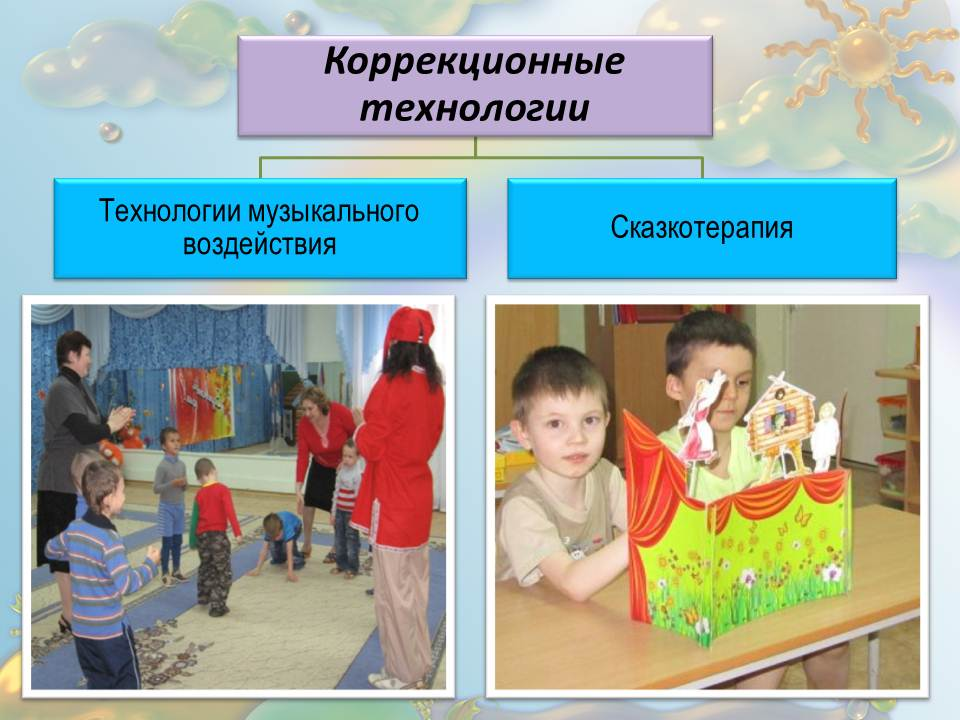 Коррекционные
технологии
Технологии музыкального
воздействия
Сказкотерапия